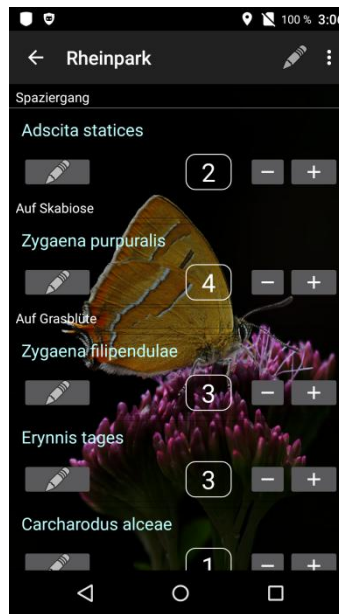 100 % 3:06
Rheinpark
Spaziergang
Adscita statices
2
Auf Skabiose
Zygaena purpuralis
4
Auf Grasblüte
Zygaena filipendulae
3
Erynnis tages
3
Carcharodus alceae
1